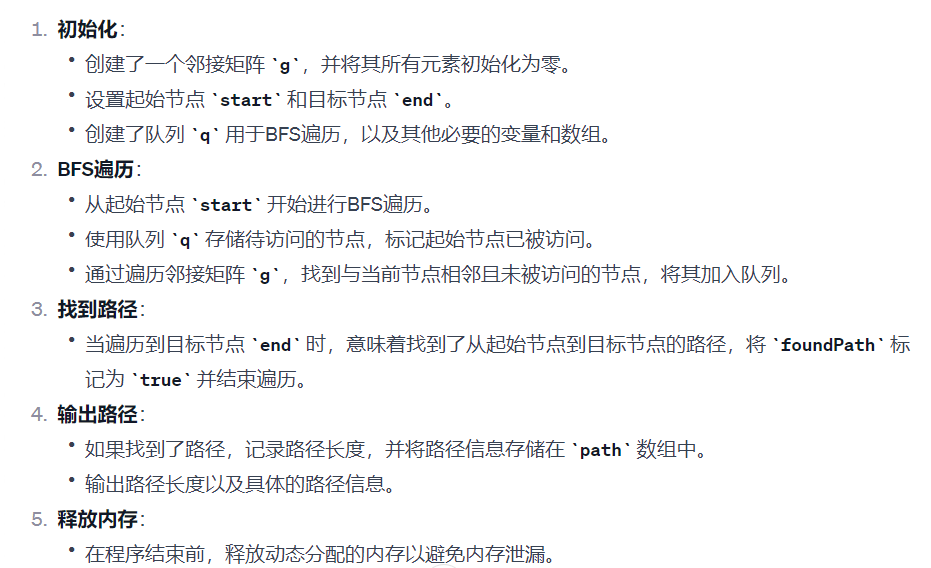 1. 初始化：
• 创建了一个邻接矩阵 `g`，并将其所有元素初始化为零。
• 设置起始节点 `start` 和目标节点 `end`。
• 创建了队列 `q` 用于BFS遍历，以及其他必要的变量和数组。
2. BFS遍历：
• 从起始节点 `start` 开始进行BFS遍历。
• 使用队列 `q` 存储待访问的节点，标记起始节点已被访问。
• 通过遍历邻接矩阵 `g`，找到与当前节点相邻且未被访问的节点，将其加入队列。
3. 找到路径：
• 当遍历到目标节点 `end` 时，意味着找到了从起始节点到目标节点的路径，将 `foundPath` 标
记为 `true` 并结束遍历。
4. 输出路径：
• 如果找到了路径，记录路径长度，并将路径信息存储在 `path` 数组中。
• 输出路径长度以及具体的路径信息。
5. 释放内存：
• 在程序结束前，释放动态分配的内存以避免内存泄漏。